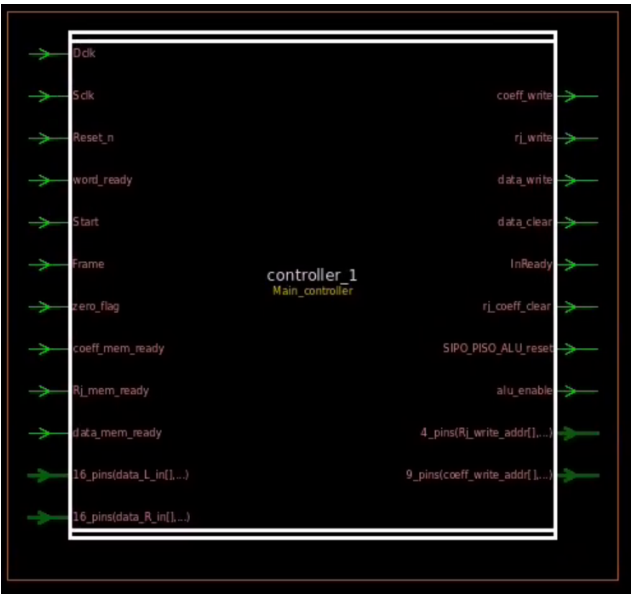 Dclk
Sclk
coeff_write
Reset_n
rj_write
word_ready
data_write
Start
data_clear
Frame
InReady
controller_1
Main_controller
zero_flag
rj_coeff_clear
coeff_mem_ready
SIPO_PISO_ALU_reset
Rj_mem_ready
alu_enable
data_mem_ready
4_pins(Rj_write_addr[],...)
16_pins(data_L_in[],...)
9_pins(coeff_write_addr[],...)
16_pins(data_R_in[],...)